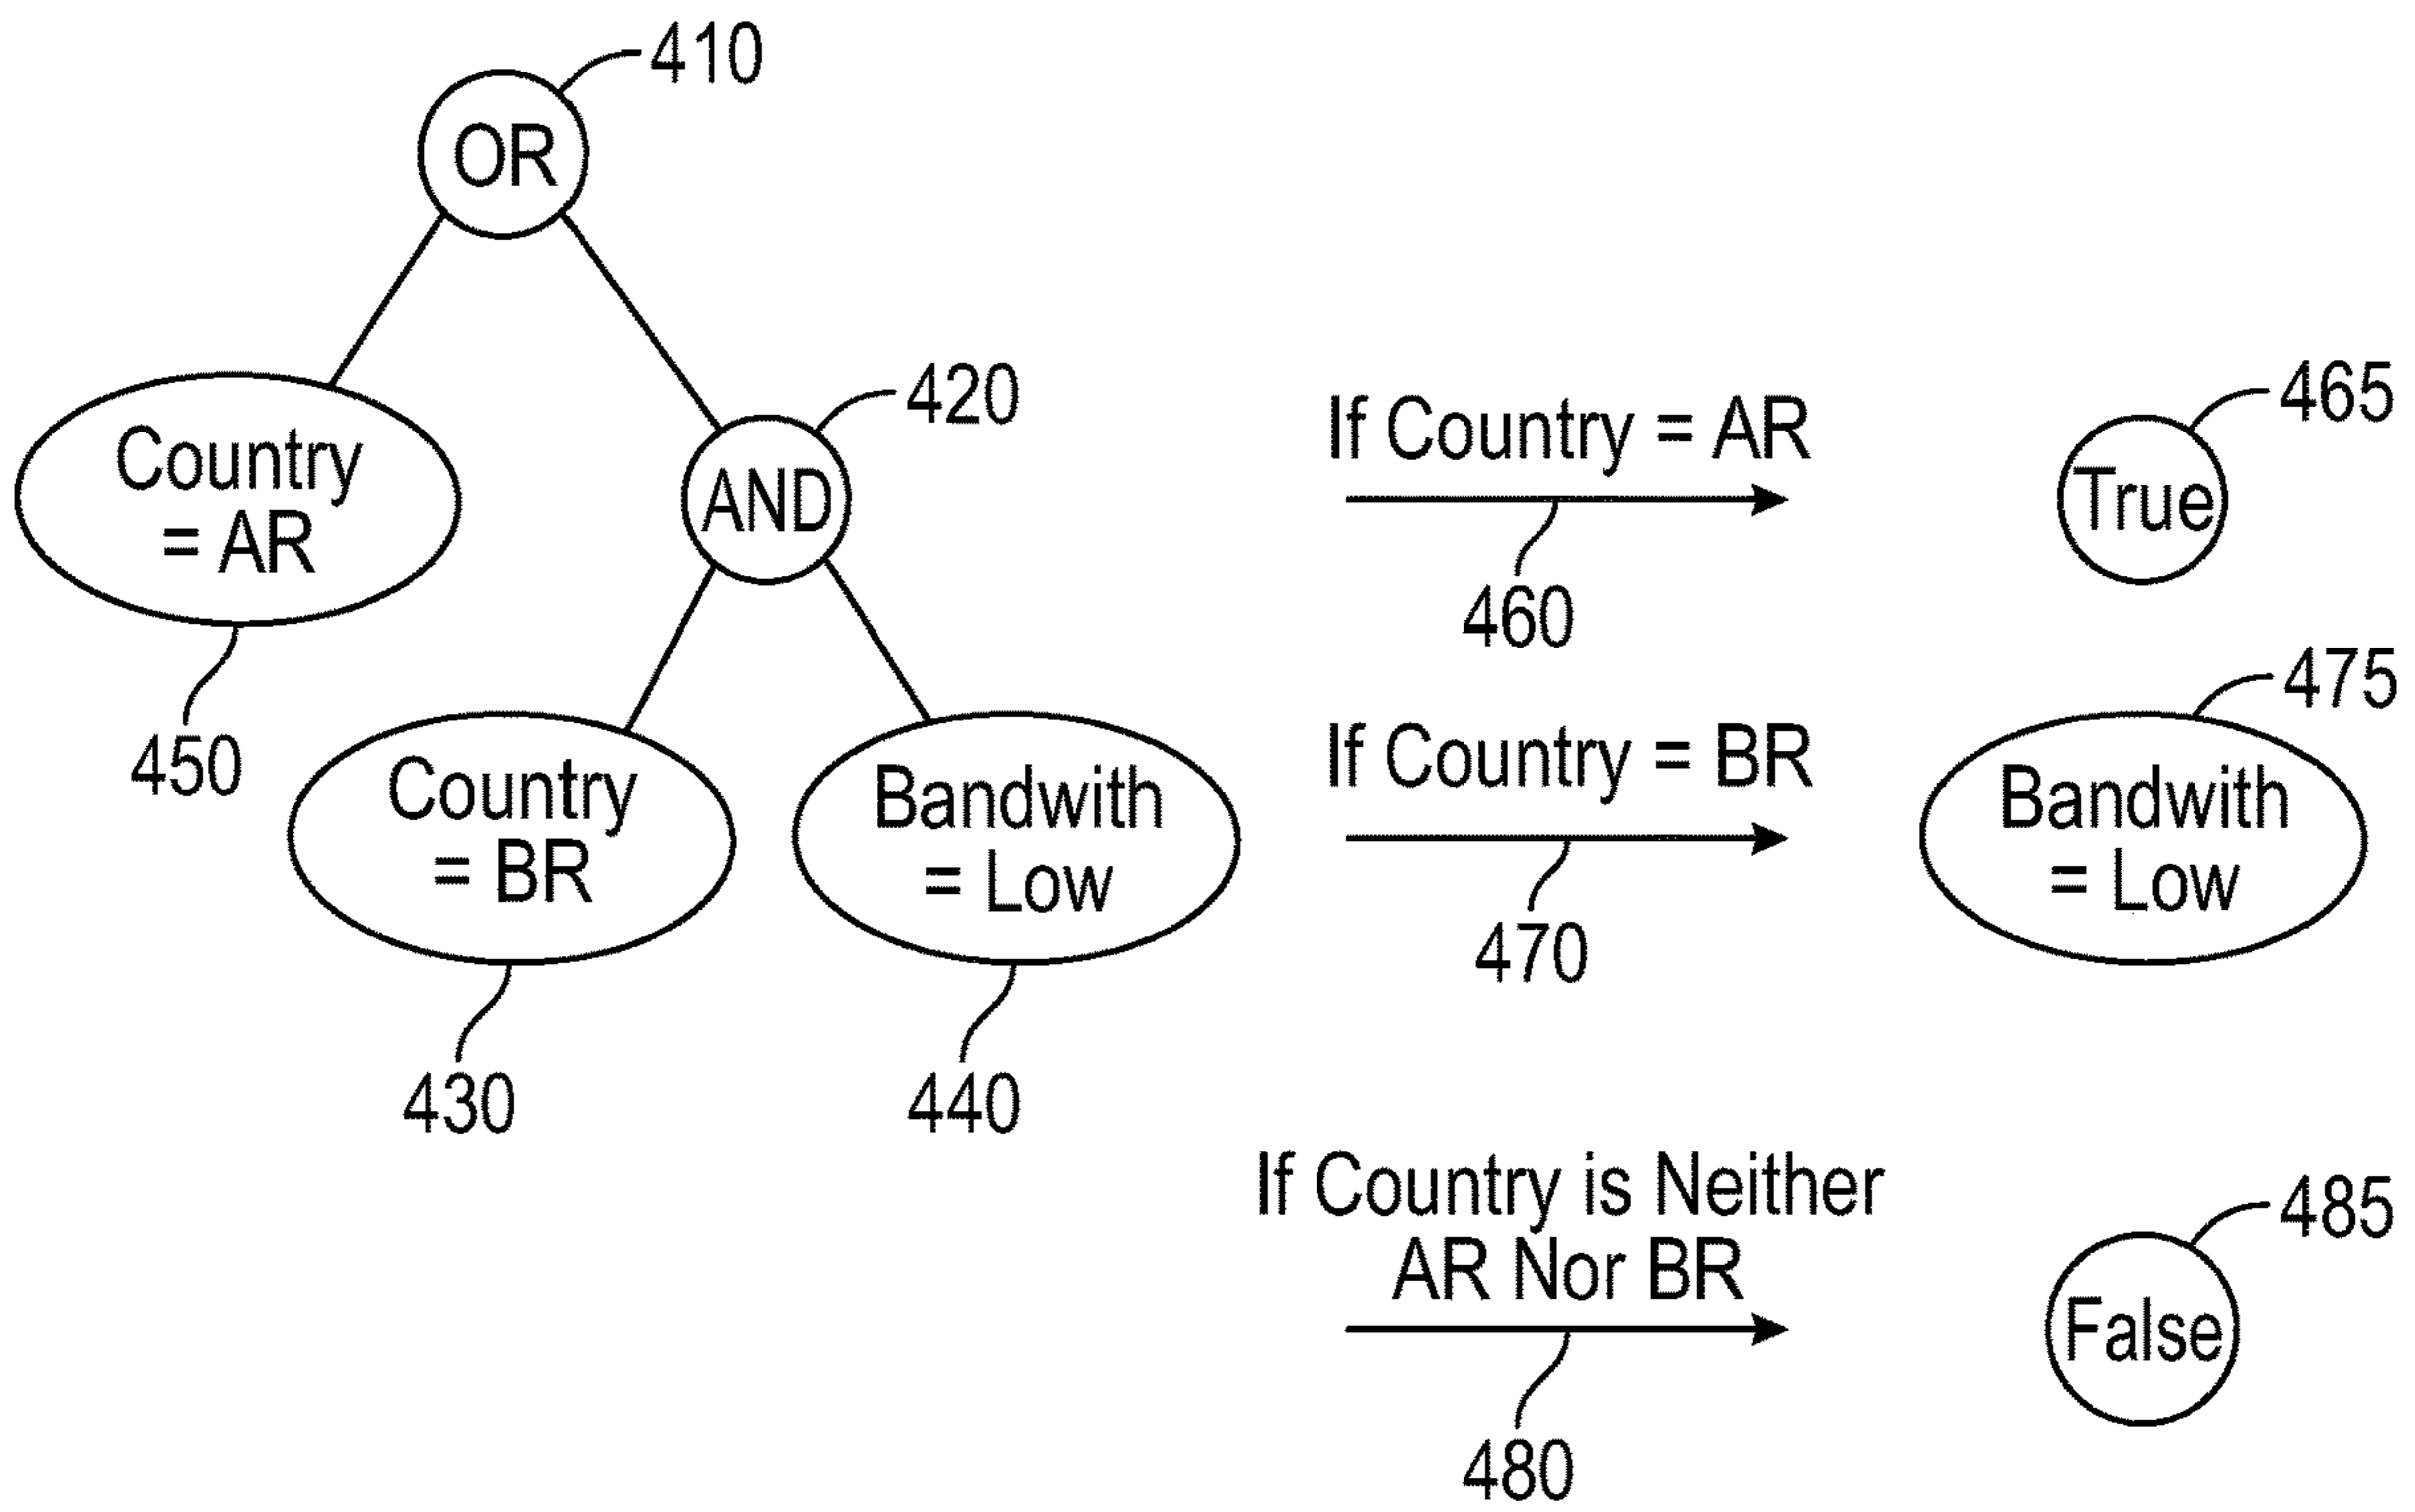 410
OR
420
AND
Country
= AR
450
Country
= BR
430
Bandwith
= Low
440
If Country = AR
460
465
True
If Country = BR
470
475
Bandwith
= Low
If Country is Neither
AR Nor BR
480
485
False